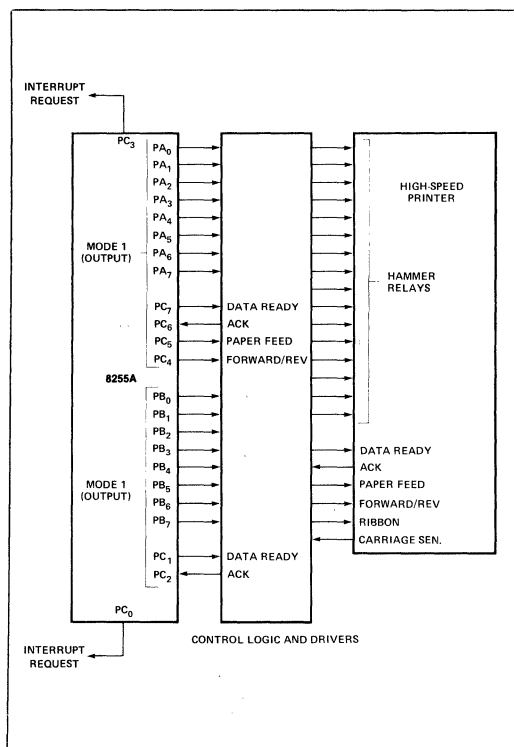 INTERRUPT
REQUEST
PC3
PA0
PA1
PA2
PA3
PA4
PA5
PA6
PA7
MODE 1
(OUTPUT)
PC7
PC6
PC5
PC4
DATA READY
ACK
PAPER FEED
FORWARD/REV
8255A
PB0
PB1
PB2
PB3
PB4
PB5
PB6
PB7
MODE 1
(OUTPUT)
PC1
PC2
DATA READY
ACK
PC0
INTERRUPT
REQUEST
CONTROL LOGIC AND DRIVERS
HIGH-SPEED
PRINTER
HAMMER
RELAYS
DATA READY
ACK
PAPER FEED
FORWARD/REV
RIBBON
CARRIAGE SEN.